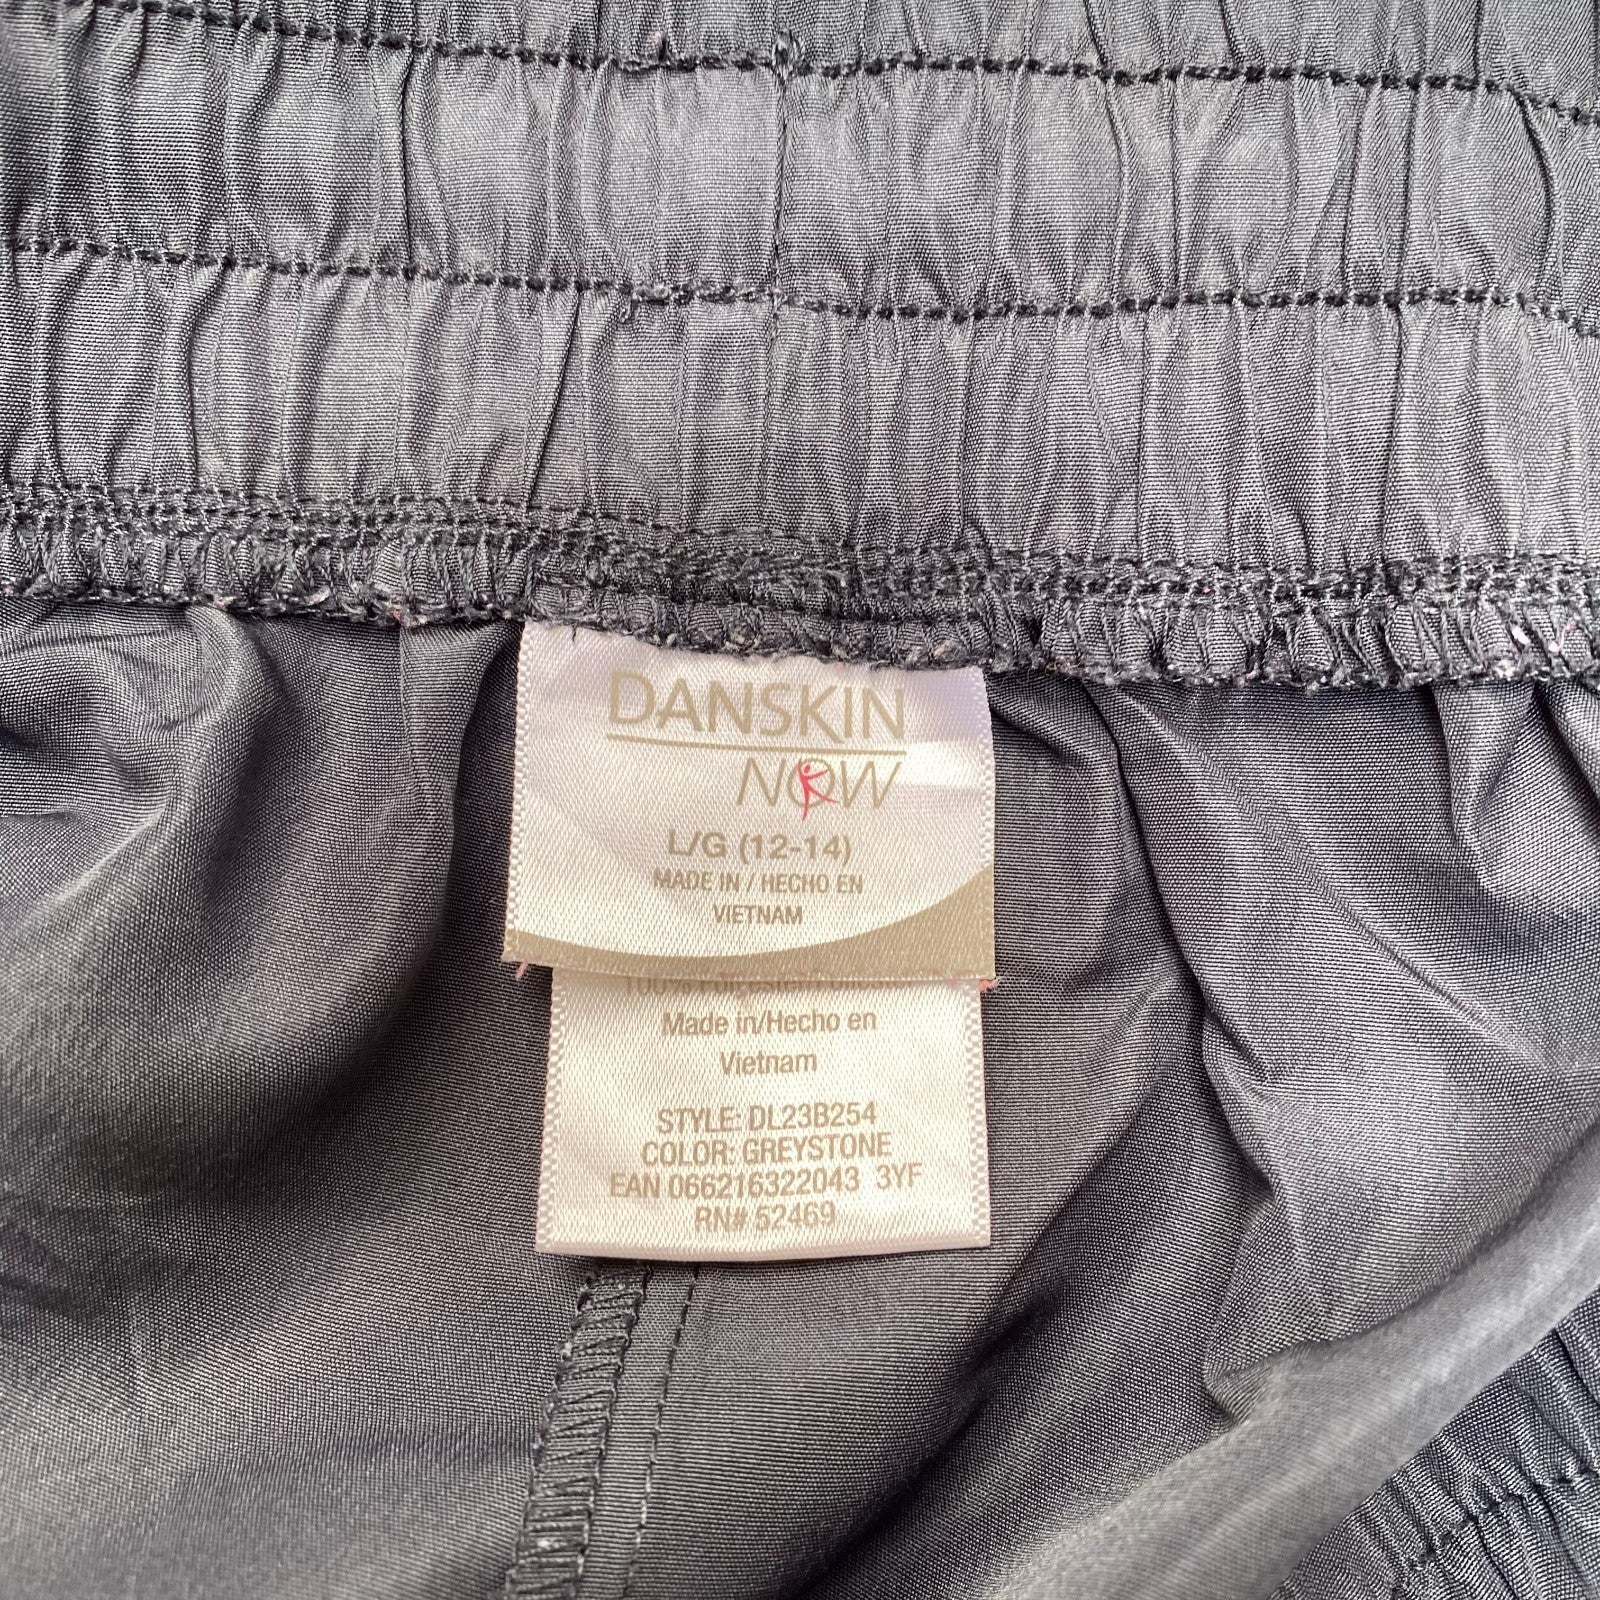 DANSKIN
NOW
L/G (12-14)
MADE IN / HECHO EN
VIETNAM
100%
Made in/Hecho en
Vietnam
STYLE: DL23B254
COLOR: GREYSTONE
EAN 066216322043 3YF
RN# 52469